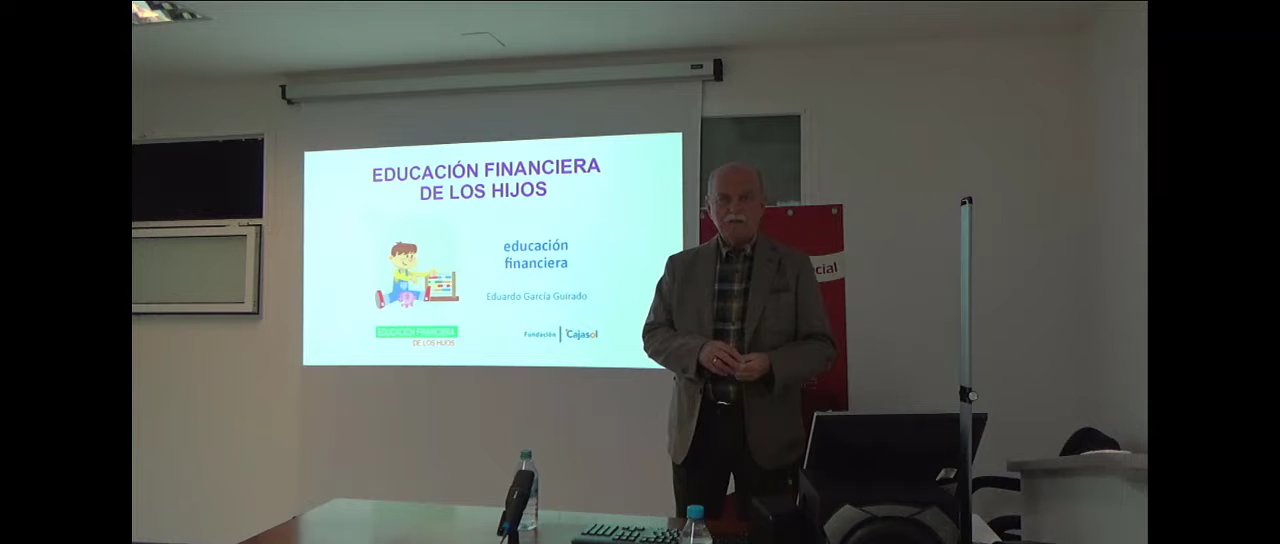 EDUCACIÓN FINANCIERA
DE LOS HIJOS
educación
financiera
Eduardo García Guirado
EDUCACIÓN FINANCIERA
DE LOS HIJOS
Fundación
Cajasol
cial